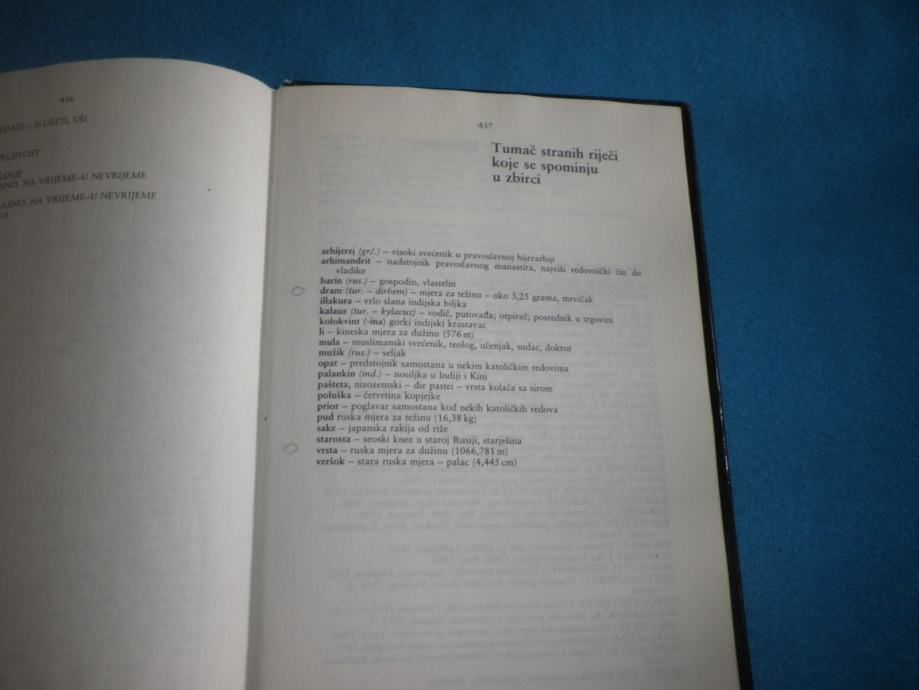 436
SLUŠATI, UŠI
NA VRIJEME–U NEVRIJEME
NA VRIJEME–U NEVRIJEME
437
Tumač stranih riječi
koje se spominju
u zbirci
arhijerej (grč.) – visoki svećenik u pravoslavnoj hijerarhiji
arhimandrit – nadstojnik pravoslavnog manastira, najviši redovnički čin do
vladike
barin (rus.) – gospodin, vlastelin
dram (tur. – dirhem) – mjera za težinu – oko 3,25 grama, mrvičak
illakura – vrlo slana indijska biljka
kalauz (tur. – kylavuz) – vodič, putovađa; otpirač; posrednik u trgovini
kolokvint (-ina) gorki indijski krastavac
li – kineska mjera za dužinu (576 m)
mula – muslimanski svećenik, teolog, učenjak, sudac, doktor
mužik (rus.) – seljak
opat – predstojnik samostana u nekim katoličkim redovima
palankin (ind.) – nosiljka u Indiji i Kini
pašteta, nizozemski – die pastei – vrsta kolača sa sirom
poluška – četvrtina kopjejke
prior – poglavar samostana kod nekih katoličkih redova
pud ruska mjera za težinu (16,38 kg)
sake – japanska rakija od riže
starosta – seoski knez u staroj Rusiji, starješina
vrsta – ruska mjera za dužinu (1066,781 m)
veršok – stara ruska mjera – palac (4,445 cm)